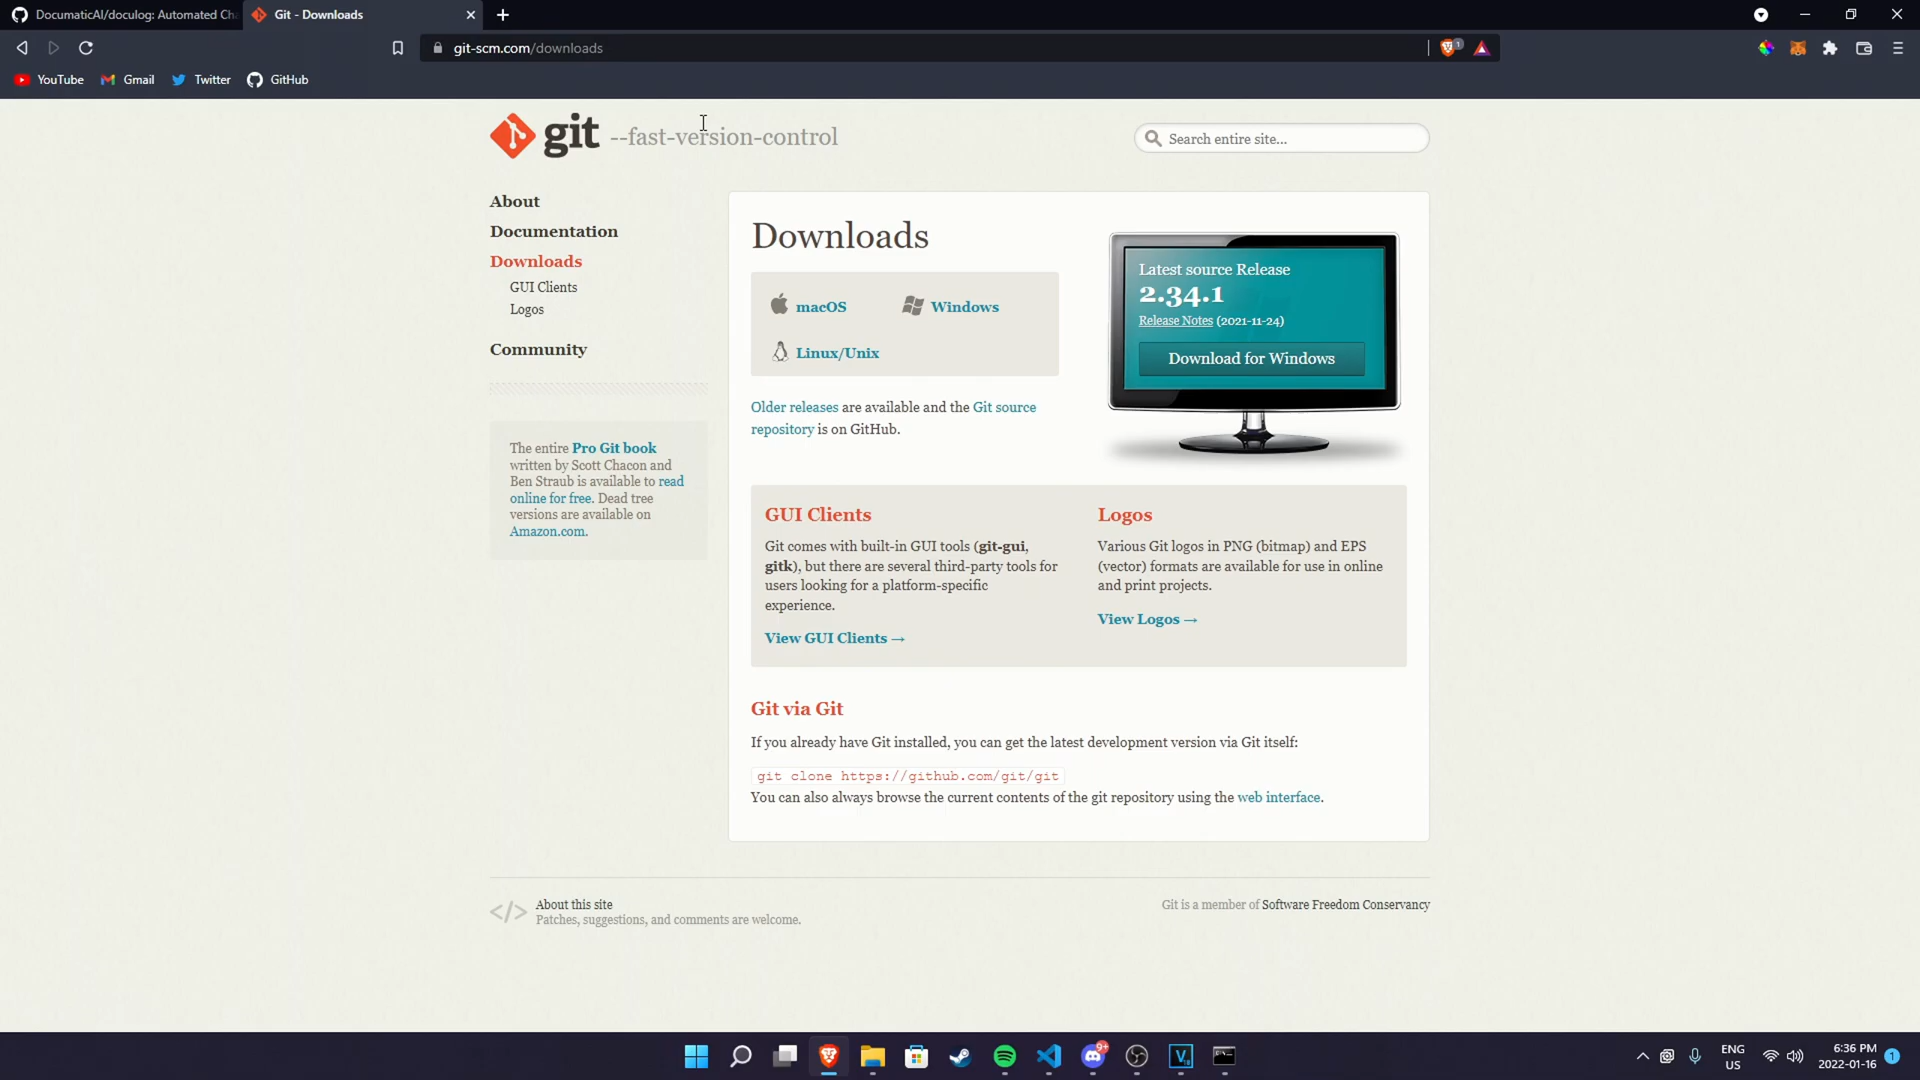 DocumaticAI/doculog: Automated Ch
Git - Downloads
git-scm.com/downloads
1
YouTube
Gmail
Twitter
GitHub
git --fast-version-control
Search entire site...
About
Documentation
Downloads
GUI Clients
Logos
Community
The entire Pro Git book
written by Scott Chacon and
Ben Straub is available to read
online for free. Dead tree
versions are available on
Amazon.com.
Downloads
macOS
Windows
Linux/Unix
Older releases are available and the Git source
repository is on GitHub.
Latest source Release
2.34.1
Release Notes (2021-11-24)
Download for Windows
GUI Clients
Git comes with built-in GUI tools (git-gui,
gitk), but there are several third-party tools for
users looking for a platform-specific
experience.
View GUI Clients →
Logos
Various Git logos in PNG (bitmap) and EPS
(vector) formats are available for use in online
and print projects.
View Logos →
Git via Git
If you already have Git installed, you can get the latest development version via Git itself:
git clone https://github.com/git/git
You can also always browse the current contents of the git repository using the web interface.
</> About this site
Patches, suggestions, and comments are welcome.
Git is a member of Software Freedom Conservancy
9+
ENG
US
6:36 PM
2022-01-16
1